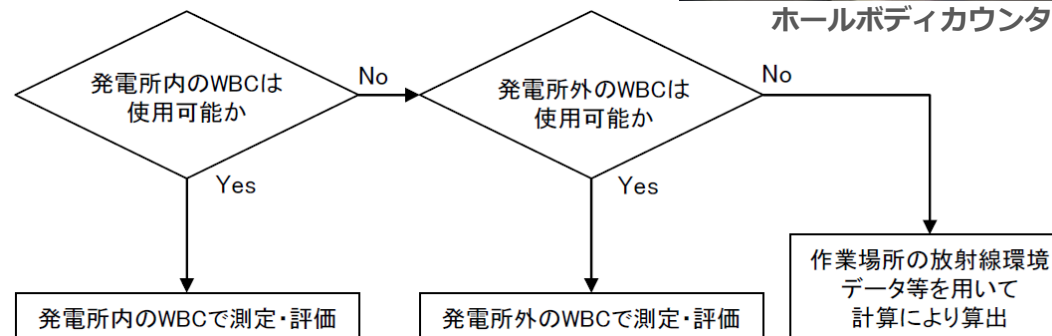 ホールボディカウンタ
発電所内のWBCは
使用可能か
No
発電所外のWBCは
使用可能か
No
Yes
Yes
発電所内のWBCで測定・評価
発電所外のWBCで測定・評価
作業場所の放射線環境
データ等を用いて
計算により算出